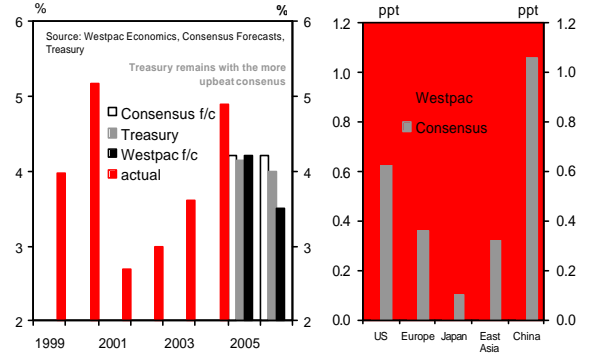 %
%
6
6
Source: Westpac Economics, Consensus Forecasts,
Treasury
Treasury remains with the more
upbeat consenus
5
5
Consensus f/c
Treasury
Westpac f/c
actual
4
4
3
3
2
2
1999
2001
2003
2005
ppt
ppt
1.2
1.2
1.0
1.0
Westpac
Consensus
0.8
0.8
0.6
0.6
0.4
0.4
0.2
0.2
0.0
0.0
US
Europe
Japan
East
Asia
China